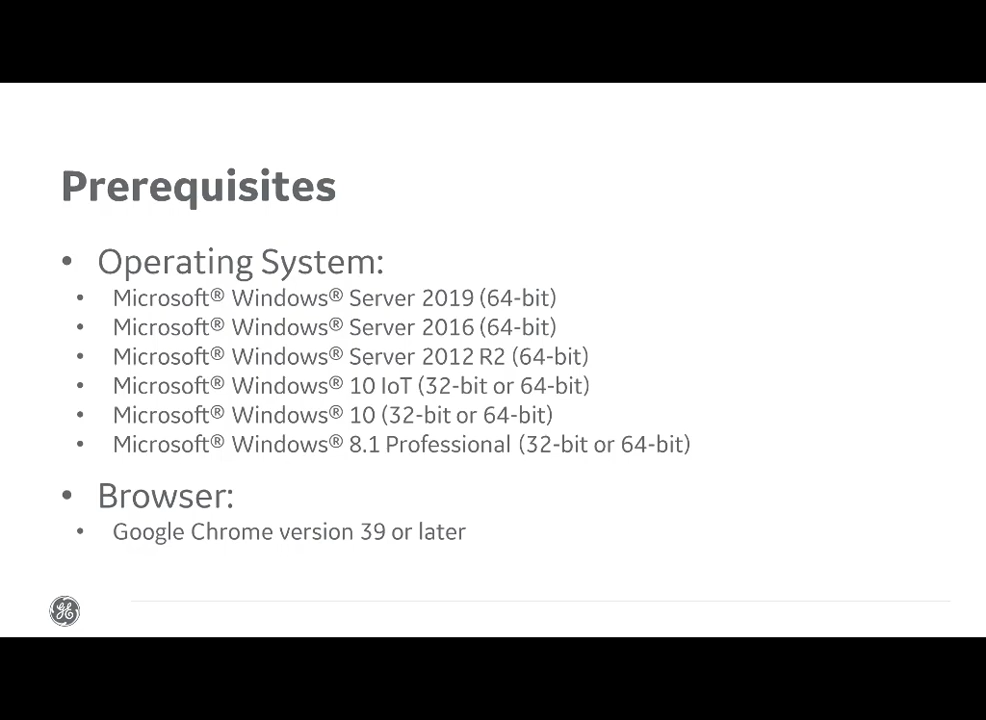 Prerequisites
• Operating System:
• Microsoft® Windows® Server 2019 (64-bit)
• Microsoft® Windows® Server 2016 (64-bit)
• Microsoft® Windows® Server 2012 R2 (64-bit)
• Microsoft® Windows® 10 IoT (32-bit or 64-bit)
• Microsoft® Windows® 10 (32-bit or 64-bit)
• Microsoft® Windows® 8.1 Professional (32-bit or 64-bit)
• Browser:
• Google Chrome version 39 or later
GE